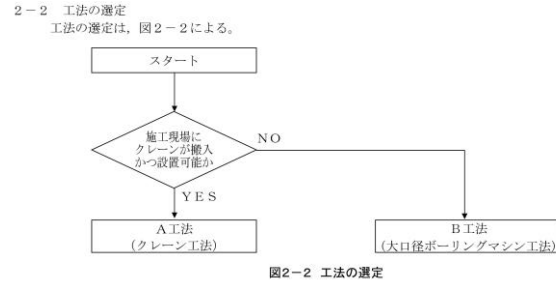 ２－２　工法の選定
工法の選定は，図２－２による。
スタート
施工現場に
クレーンが搬入
かつ設置可能か
ＮＯ
ＹＥＳ
Ａ工法
（クレーン工法）
Ｂ工法
（大口径ボーリングマシン工法）
図２－２ 工法の選定